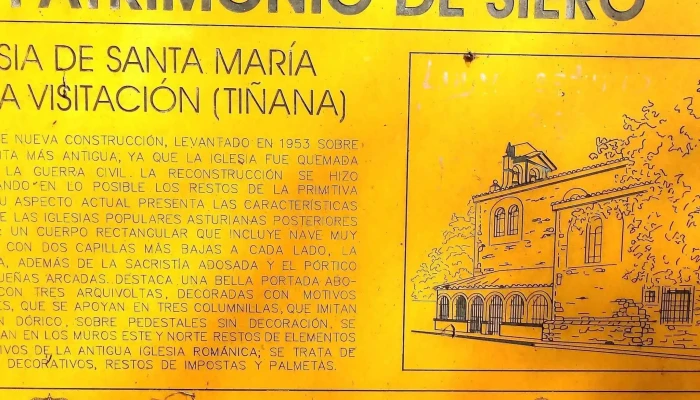 PATRIMONIO DE SIERO
SIA DE SANTA MARÍA
A VISITACIÓN (TIÑANA)
E NUEVA CONSTRUCCIÓN, LEVANTADO EN 1953 SOBRE
NTA MÁS ANTIGUA, YA QUE LA IGLESIA FUE QUEMADA
LA GUERRA CIVIL. LA RECONSTRUCCIÓN SE HIZO
ANDO EN LO POSIBLE LOS RESTOS DE LA PRIMITIVA
U ASPECTO ACTUAL PRESENTA LAS CARACTERÍSTICAS
E LAS IGLESIAS POPULARES ASTURIANAS POSTERIORES
: UN CUERPO RECTANGULAR QUE INCLUYE NAVE MUY
CON DOS CAPILLAS MÁS BAJAS A CADA LADO, LA
A, ADEMÁS DE LA SACRISTÍA ADOSADA Y EL PÓRTICO
UEÑAS ARCADAS. DESTACA UNA BELLA PORTADA ABO-
CON TRES ARQUIVOLTAS, DECORADAS CON MOTIVOS
ES, QUE SE APOYAN EN TRES COLUMNILLAS, QUE IMITAN
N DÓRICO, SOBRE PEDESTALES SIN DECORACIÓN. SE
AN EN LOS MUROS ESTE Y NORTE RESTOS DE ELEMENTOS
IVOS DE LA ANTIGUA IGLESIA ROMÁNICA; SE TRATA DE
DECORATIVOS, RESTOS DE IMPOSTAS Y PALMETAS.